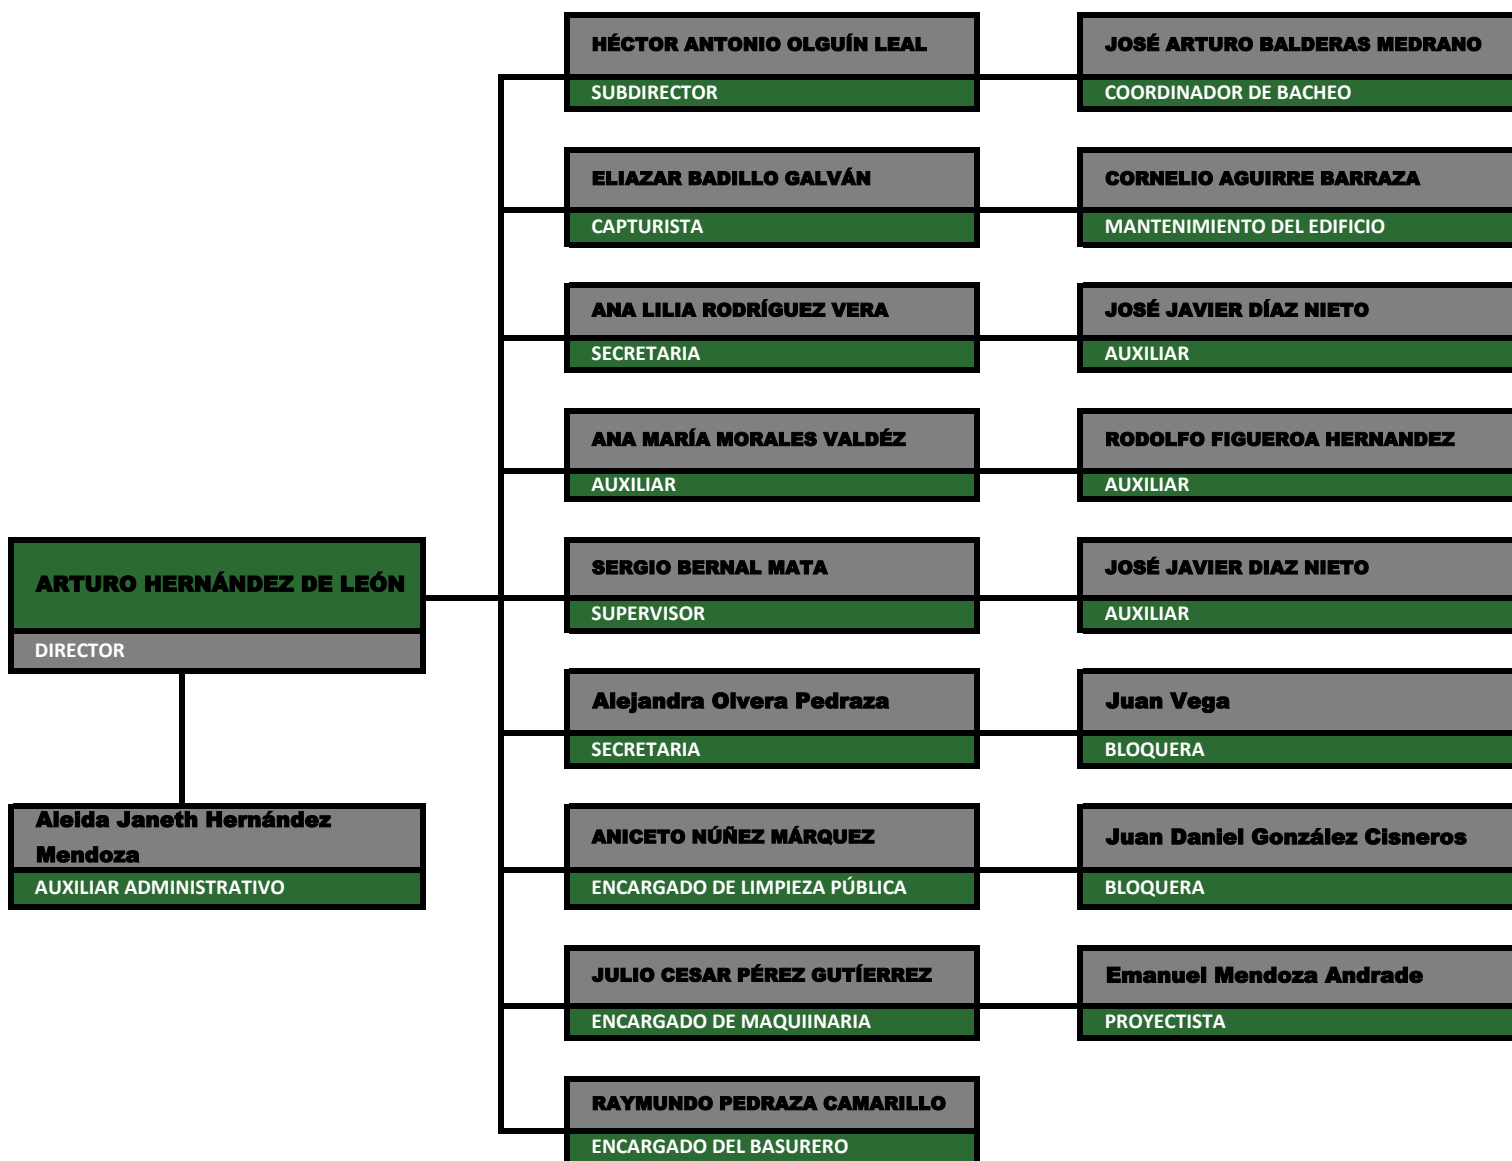 HÉCTOR ANTONIO OLGUÍN LEAL
SUBDIRECTOR
JOSÉ ARTURO BALDERAS MEDRANO
COORDINADOR DE BACHEO
ELIAZAR BADILLO GALVÁN
CAPTURISTA
CORNELIO AGUIRRE BARRAZA
MANTENIMIENTO DEL EDIFICIO
ANA LILIA RODRÍGUEZ VERA
SECRETARIA
JOSÉ JAVIER DÍAZ NIETO
AUXILIAR
ANA MARÍA MORALES VALDÉZ
AUXILIAR
RODOLFO FIGUEROA HERNANDEZ
AUXILIAR
ARTURO HERNÁNDEZ DE LEÓN
DIRECTOR
SERGIO BERNAL MATA
SUPERVISOR
JOSÉ JAVIER DIAZ NIETO
AUXILIAR
Alejandra Olvera Pedraza
SECRETARIA
Juan Vega
BLOQUERA
Aleida Janeth Hernández
Mendoza
AUXILIAR ADMINISTRATIVO
ANICETO NÚÑEZ MÁRQUEZ
ENCARGADO DE LIMPIEZA PÚBLICA
Juan Daniel González Cisneros
BLOQUERA
JULIO CESAR PÉREZ GUTÍERREZ
ENCARGADO DE MAQUIINARIA
Emanuel Mendoza Andrade
PROYECTISTA
RAYMUNDO PEDRAZA CAMARILLO
ENCARGADO DEL BASURERO